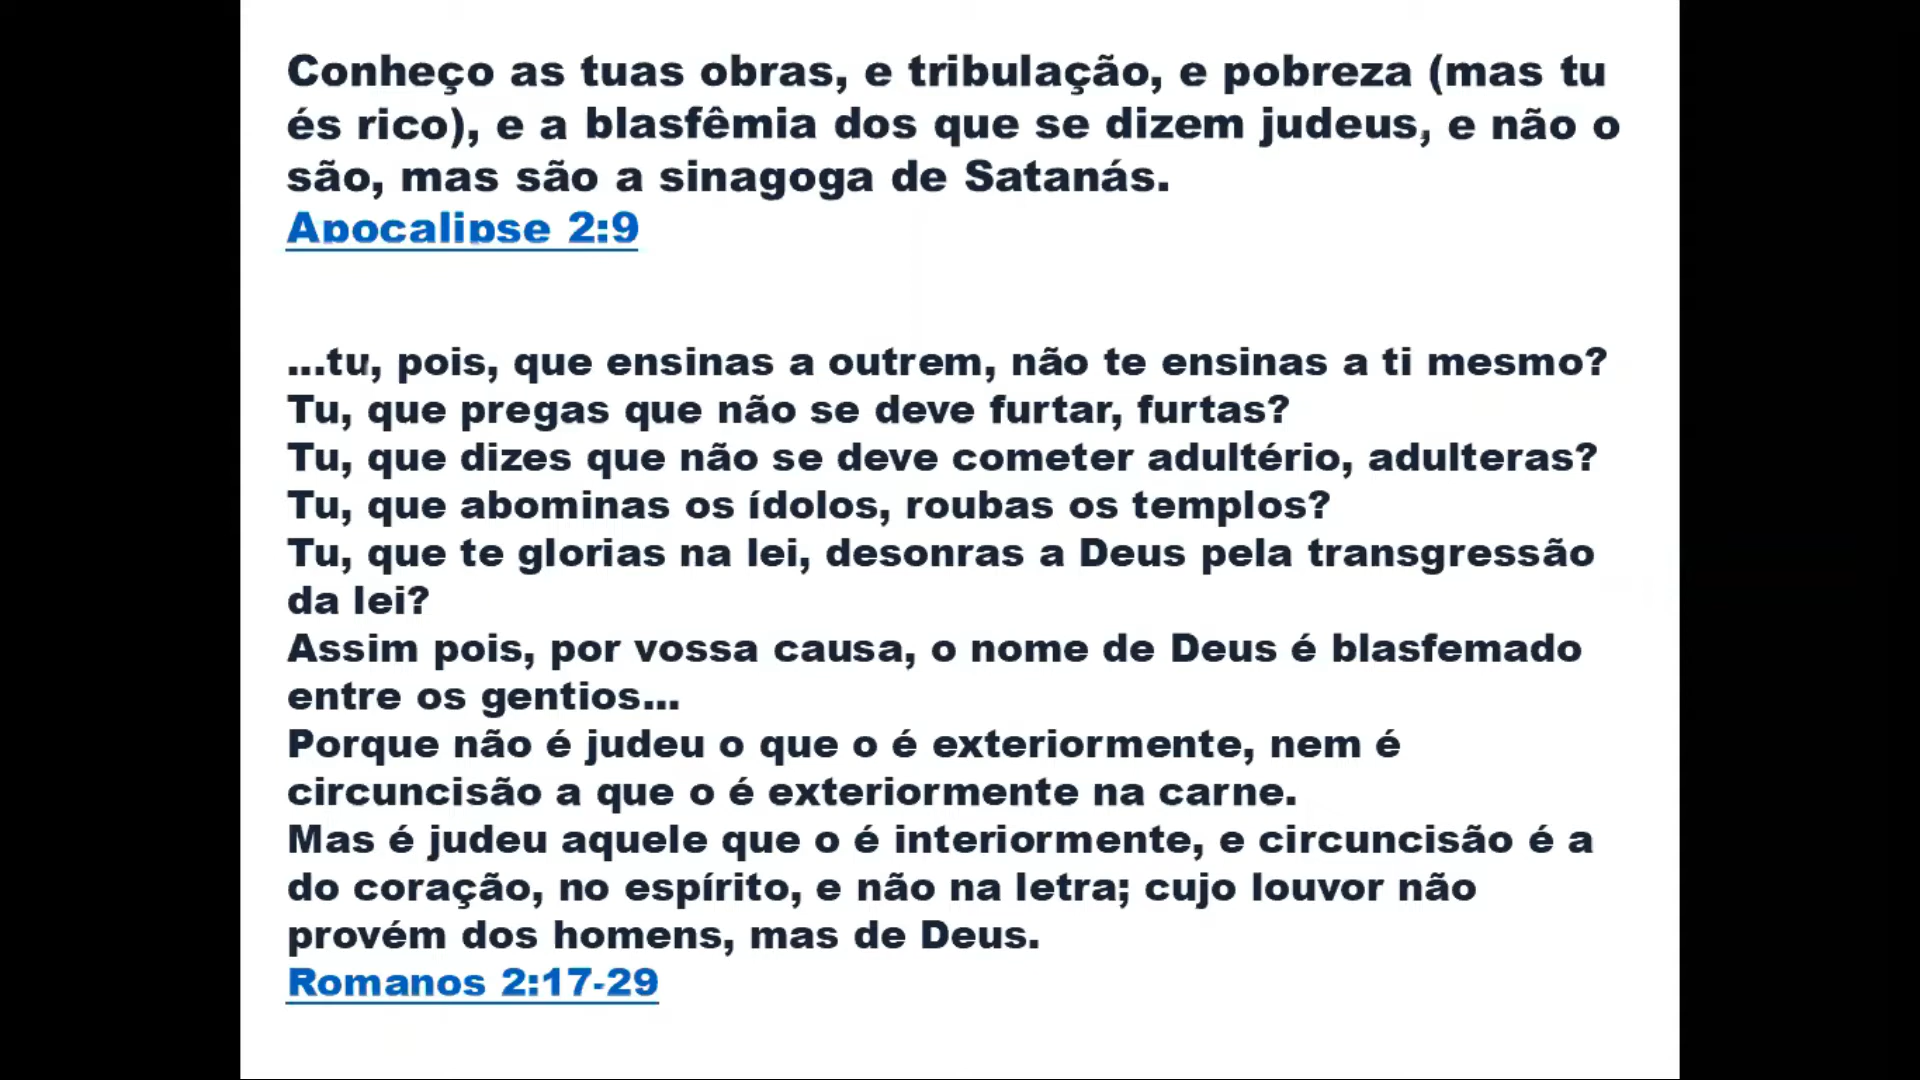 Conheço as tuas obras, e tribulação, e pobreza (mas tu
és rico), e a blasfêmia dos que se dizem judeus, e não o
são, mas são a sinagoga de Satanás.
Apocalipse 2:9
...tu, pois, que ensinas a outrem, não te ensinas a ti mesmo?
Tu, que pregas que não se deve furtar, furtas?
Tu, que dizes que não se deve cometer adultério, adulteras?
Tu, que abominas os ídolos, roubas os templos?
Tu, que te glorias na lei, desonras a Deus pela transgressão
da lei?
Assim pois, por vossa causa, o nome de Deus é blasfemado
entre os gentios...
Porque não é judeu o que o é exteriormente, nem é
circuncisão a que o é exteriormente na carne.
Mas é judeu aquele que o é interiormente, e circuncisão é a
do coração, no espírito, e não na letra; cujo louvor não
provém dos homens, mas de Deus.
Romanos 2:17-29